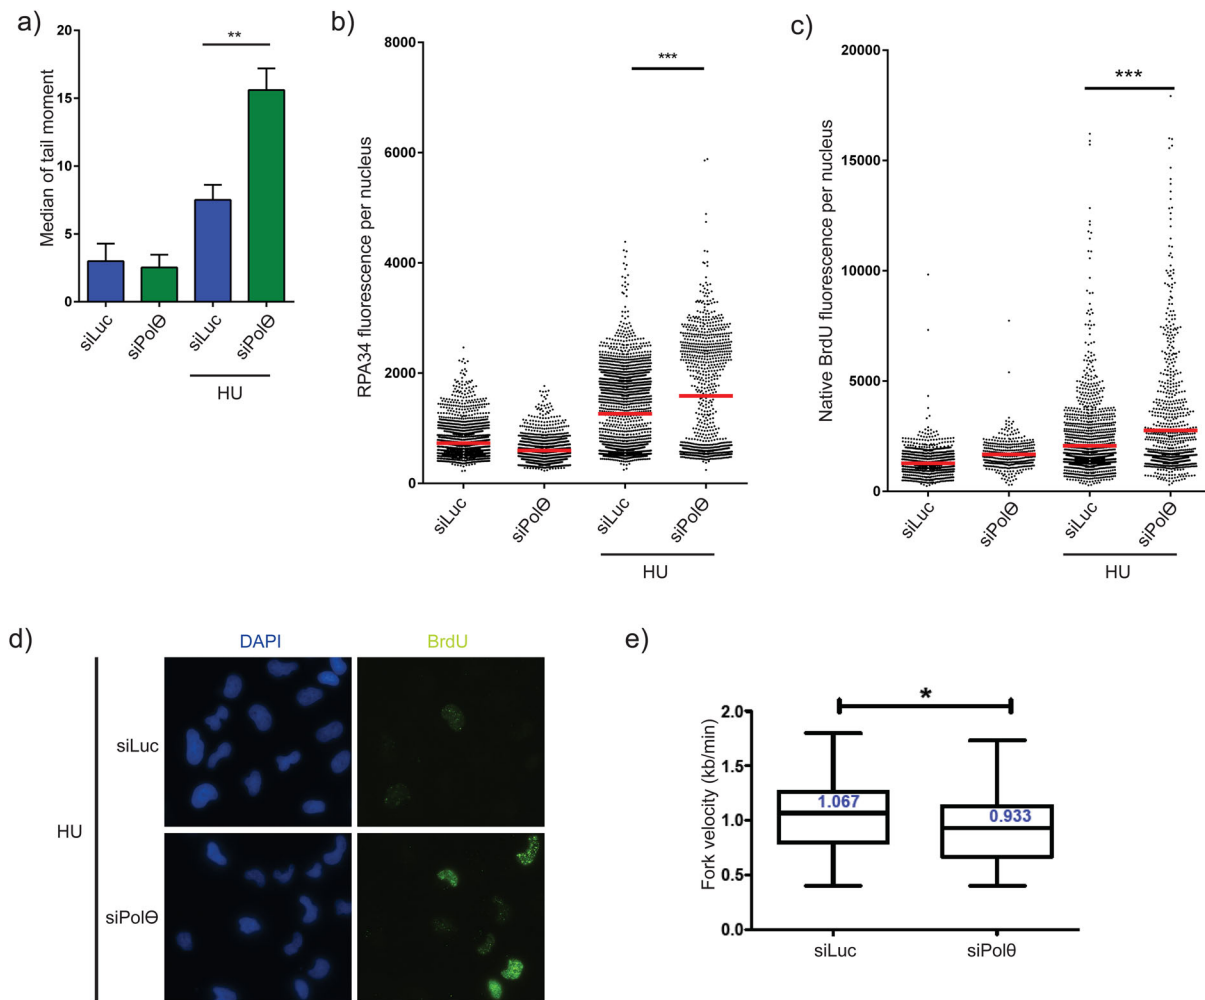 a)
20
15
10
5
0
Median of tail moment
**
siLuc
siPolϴ
siLuc
siPolϴ
HU
b)
8000
6000
4000
2000
0
RPA34 fluorescence per nucleus
***
siLuc
siPolϴ
siLuc
siPolϴ
HU
c)
20000
15000
10000
5000
0
Native BrdU fluorescence per nucleus
***
siLuc
siPolϴ
siLuc
siPolϴ
HU
d)
DAPI
BrdU
HU
siLuc
siPolϴ
e)
Fork velocity (kb/min)
2.0
1.5
1.0
0.5
0.0
*
1.067
0.933
siLuc
siPolθ